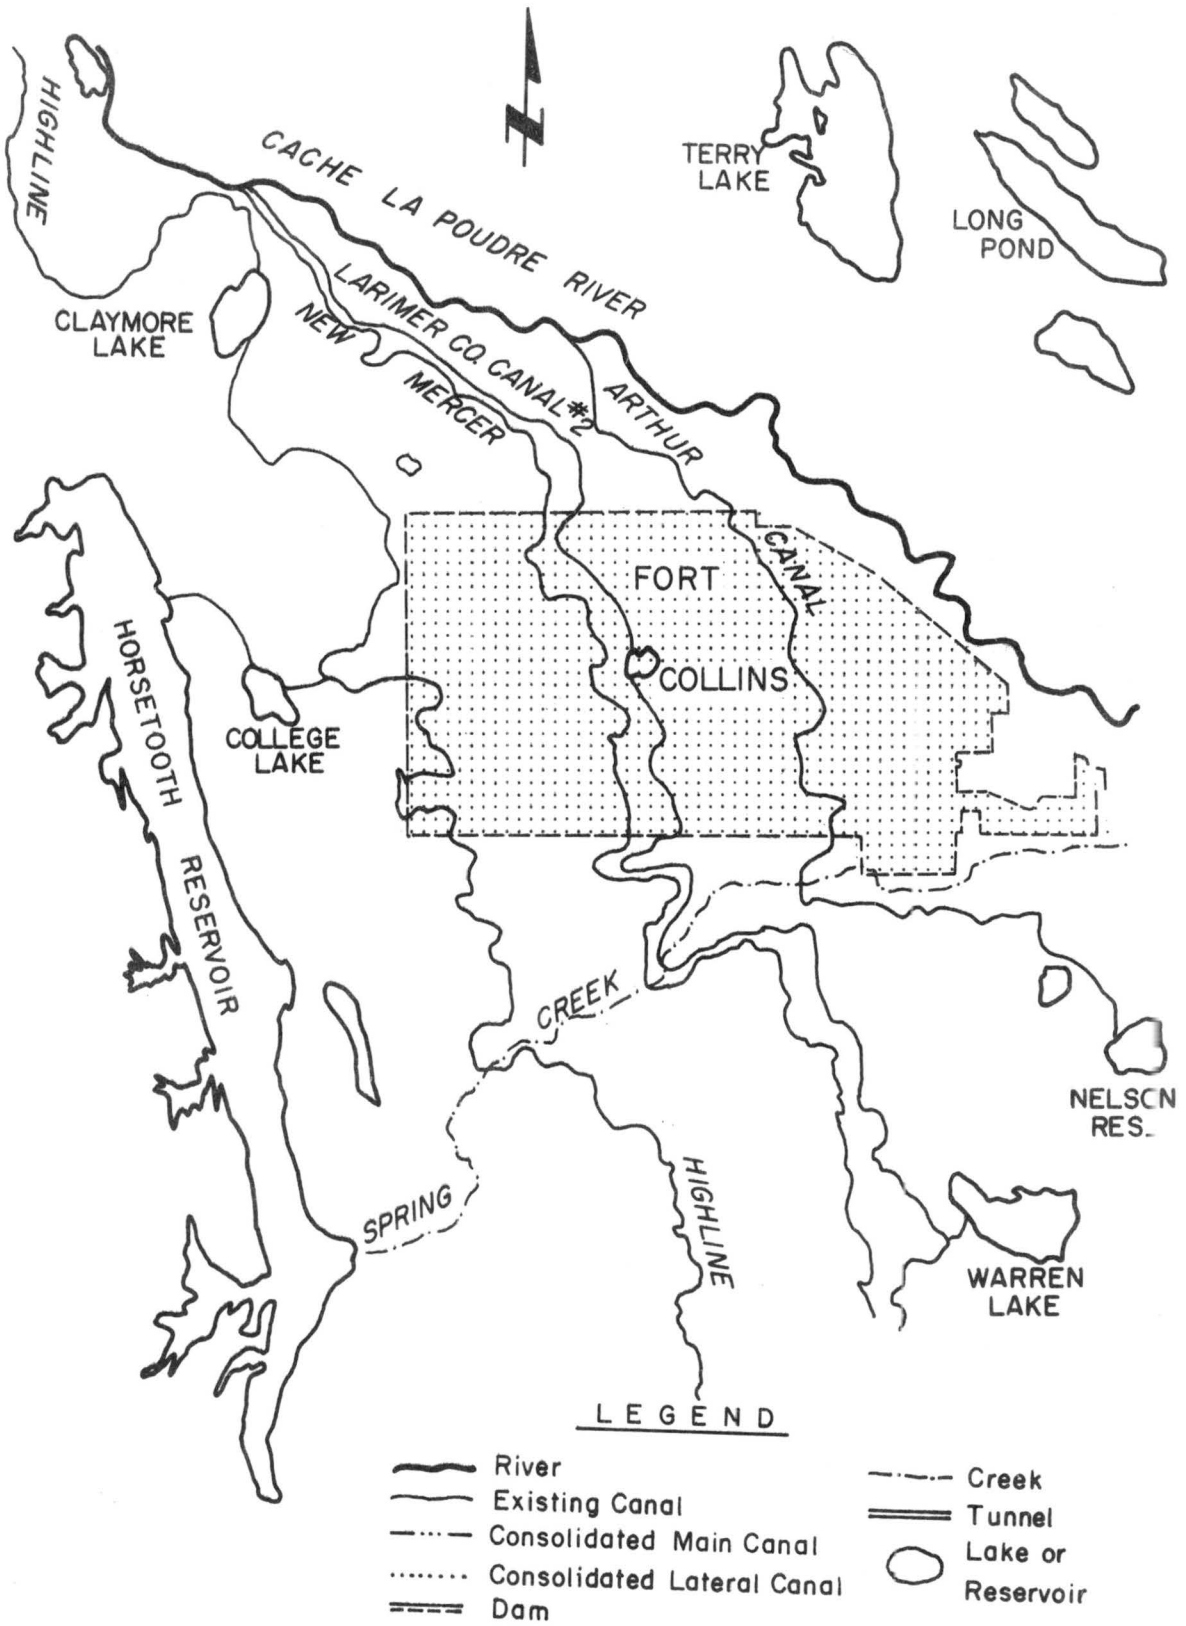 N
HIGHLINE
CACHE LA POUDRE RIVER
TERRY
LAKE
LONG
POND
CLAYMORE
LAKE
LARIMER CO. CANAL #2
NEW MERCER
ARTHUR CANAL
FORT
COLLINS
HORSETOOTH RESERVOIR
COLLEGE
LAKE
SPRING CREEK
NELSON
RES.
HIGHLINE
WARREN
LAKE
LEGEND
River
Existing Canal
Consolidated Main Canal
Consolidated Lateral Canal
Dam
Creek
Tunnel
Lake or
Reservoir